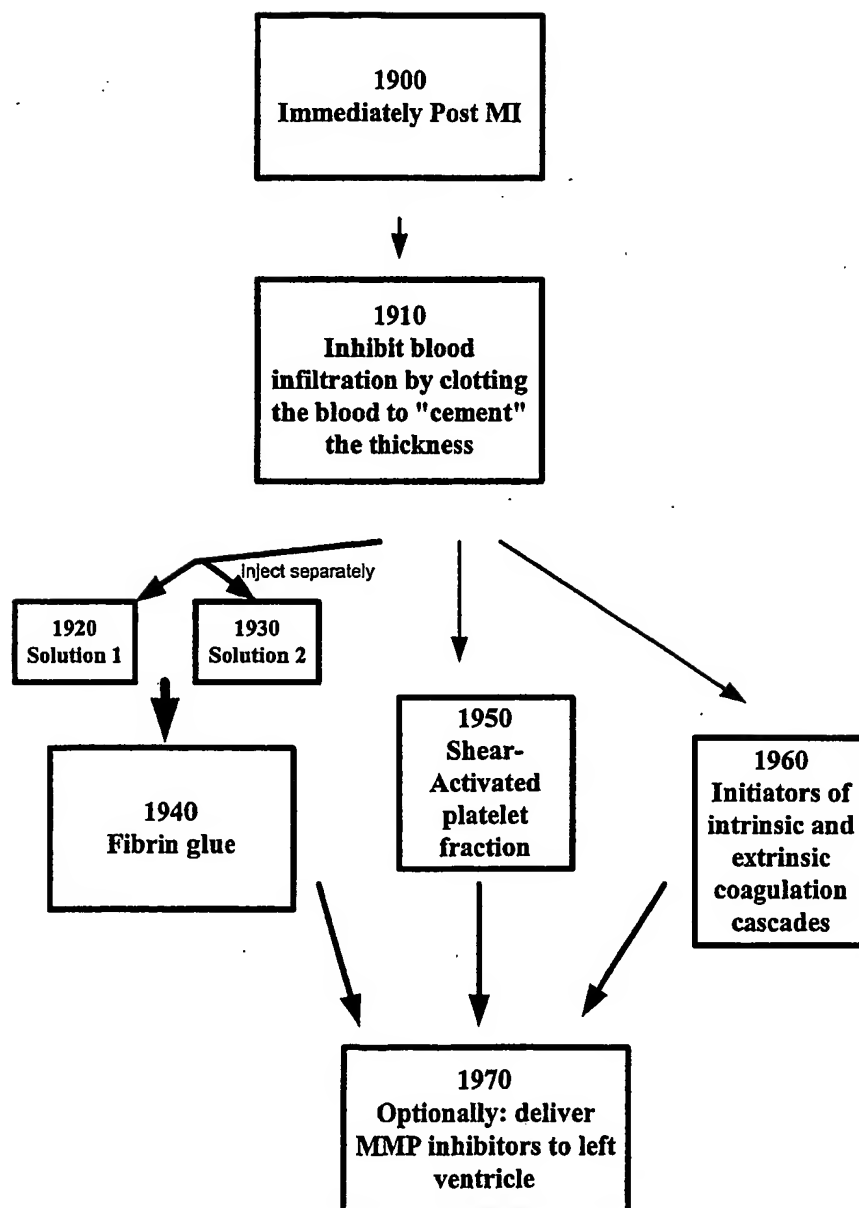 1900
Immediately Post MI
1910
Inhibit blood
infiltration by clotting
the blood to "cement"
the thickness
Inject separately
1920
Solution 1
1930
Solution 2
1940
Fibrin glue
1950
Shear-
Activated
platelet
fraction
1960
Initiators of
intrinsic and
extrinsic
coagulation
cascades
1970
Optionally: deliver
MMP inhibitors to left
ventricle